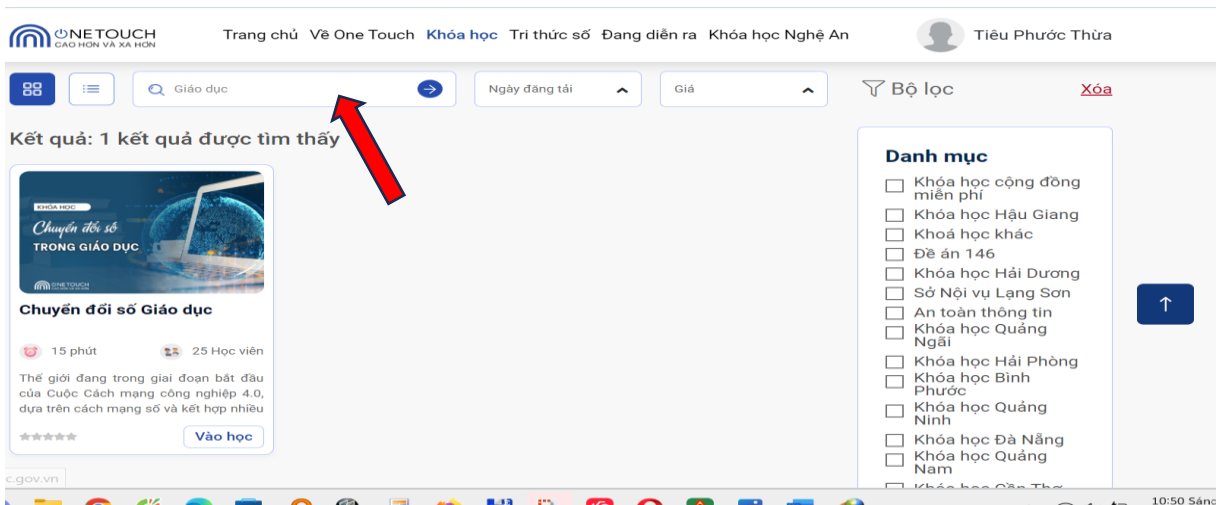 ONETOUCH
CAO HƠN VÀ XA HƠN
Trang chủ Về One Touch Khóa học Tri thức số Đang diễn ra Khóa học Nghệ An
Tiêu Phước Thừa
Giáo dục
Ngày đăng tải
Giá
Bộ lọc
Xóa
Kết quả: 1 kết quả được tìm thấy
KHÓA HỌC
Chuyển đổi số
TRONG GIÁO DỤC
ONETOUCH
Chuyển đổi số Giáo dục
15 phút
25 Học viên
Thế giới đang trong giai đoạn bắt đầu
của Cuộc Cách mạng công nghiệp 4.0,
dựa trên cách mạng số và kết hợp nhiều
Vào học
Danh mục
Khóa học cộng đồng
miễn phí
Khóa học Hậu Giang
Khoá học khác
Đề án 146
Khóa học Hải Dương
Sở Nội vụ Lạng Sơn
An toàn thông tin
Khóa học Quảng
Ngãi
Khóa học Hải Phòng
Khóa học Bình
Phước
Khóa học Quảng
Ninh
Khóa học Đà Nẵng
Khóa học Quảng
Nam
Khóa học Cần Thơ
c.gov.vn
10:50 Sáng